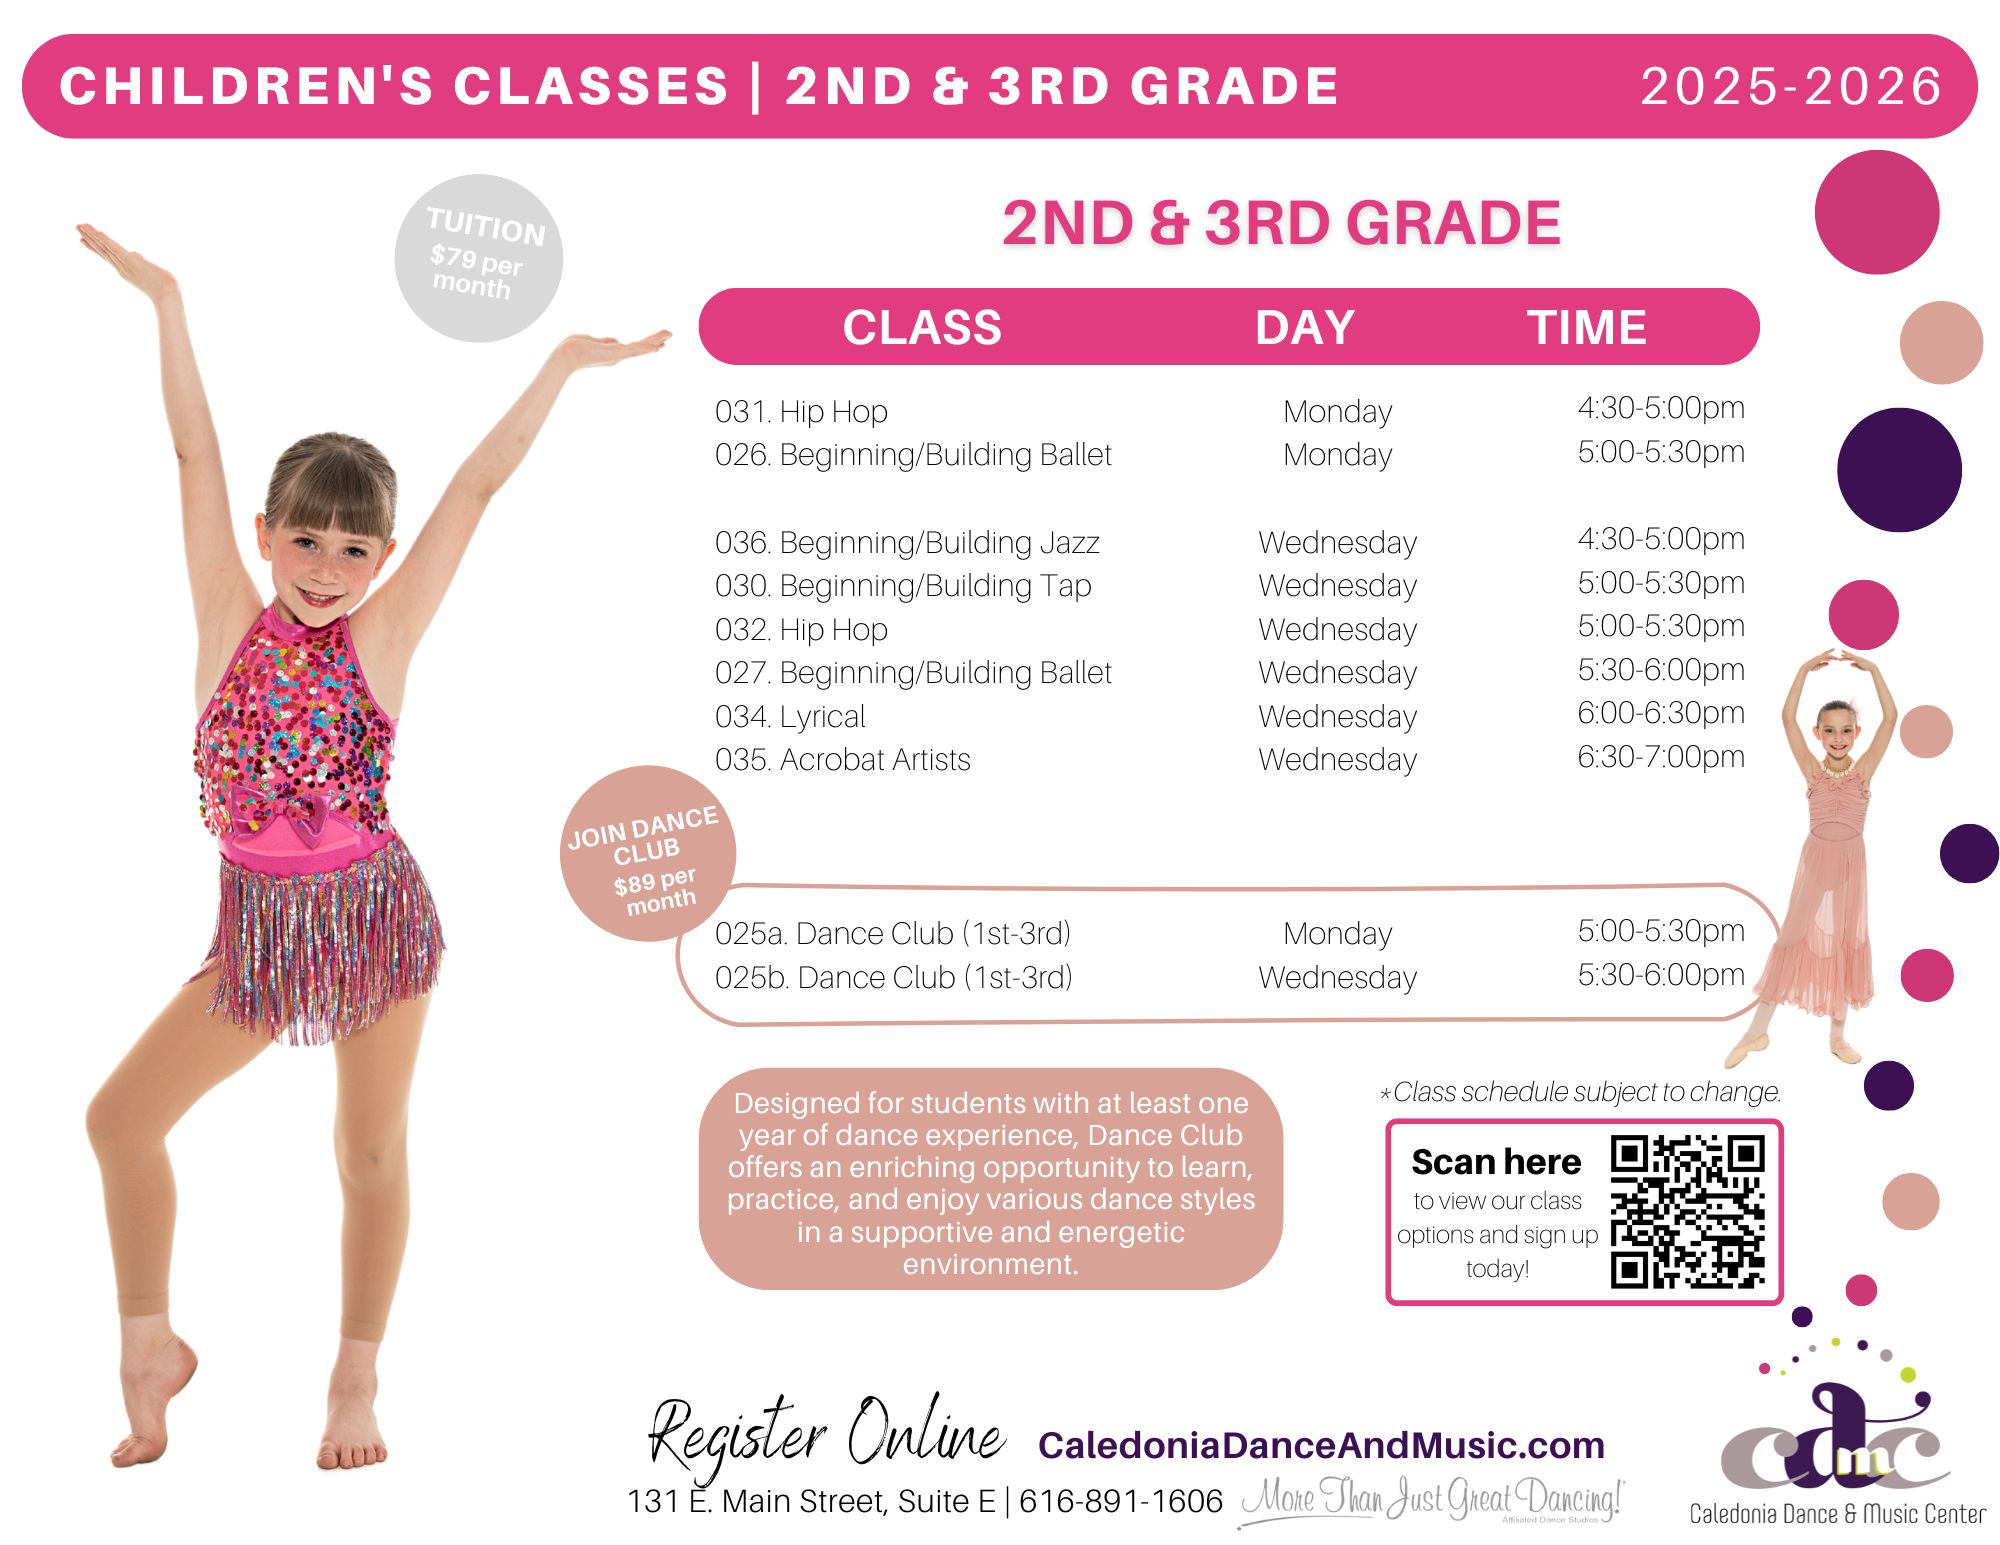 CHILDREN'S CLASSES | 2ND & 3RD GRADE 2025-2026
TUITION
$79 per
month
2ND & 3RD GRADE
CLASS DAY TIME
031. Hip Hop Monday 4:30-5:00pm
026. Beginning/Building Ballet Monday 5:00-5:30pm
036. Beginning/Building Jazz Wednesday 4:30-5:00pm
030. Beginning/Building Tap Wednesday 5:00-5:30pm
032. Hip Hop Wednesday 5:00-5:30pm
027. Beginning/Building Ballet Wednesday 5:30-6:00pm
034. Lyrical Wednesday 6:00-6:30pm
035. Acrobat Artists Wednesday 6:30-7:00pm
JOIN DANCE
CLUB
$89 per
month
025a. Dance Club (1st-3rd) Monday 5:00-5:30pm
025b. Dance Club (1st-3rd) Wednesday 5:30-6:00pm
Designed for students with at least one
year of dance experience, Dance Club
offers an enriching opportunity to learn,
practice, and enjoy various dance styles
in a supportive and energetic
environment.
*Class schedule subject to change.
Scan here
to view our class
options and sign up
today!
Register Online CaledoniaDanceAndMusic.com
131 E. Main Street, Suite E | 616-891-1606
More Than Just Great Dancing!
Affiliated Dance Studios
cdmc
Caledonia Dance & Music Center